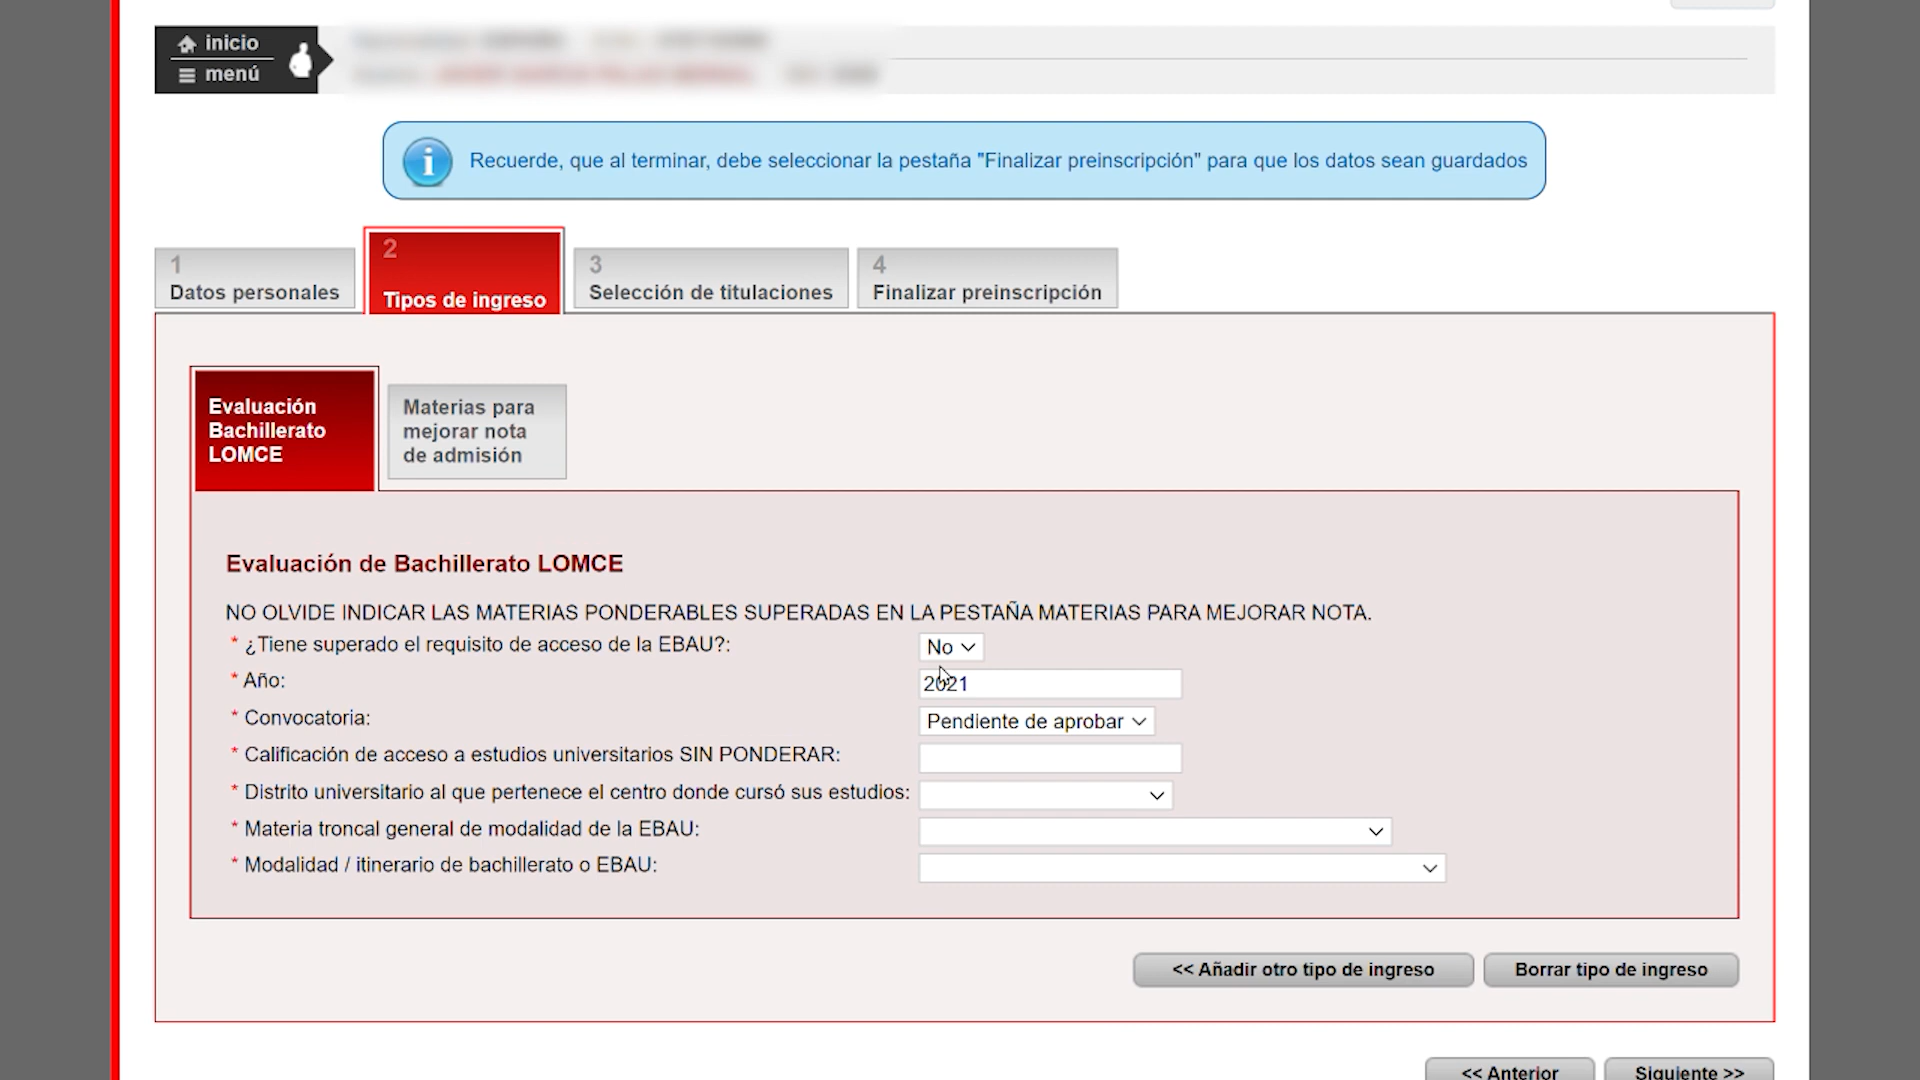 inicio
menú
Recuerde, que al terminar, debe seleccionar la pestaña "Finalizar preinscripción" para que los datos sean guardados
1
Datos personales
2
Tipos de ingreso
3
Selección de titulaciones
4
Finalizar preinscripción
Evaluación
Bachillerato
LOMCE
Materias para
mejorar nota
de admisión
Evaluación de Bachillerato LOMCE
NO OLVIDE INDICAR LAS MATERIAS PONDERABLES SUPERADAS EN LA PESTAÑA MATERIAS PARA MEJORAR NOTA.
* ¿Tiene superado el requisito de acceso de la EBAU?: No
* Año: 2021
* Convocatoria: Pendiente de aprobar
* Calificación de acceso a estudios universitarios SIN PONDERAR:
* Distrito universitario al que pertenece el centro donde cursó sus estudios:
* Materia troncal general de modalidad de la EBAU:
* Modalidad / itinerario de bachillerato o EBAU:
<< Añadir otro tipo de ingreso
Borrar tipo de ingreso
<< Anterior
Siguiente >>